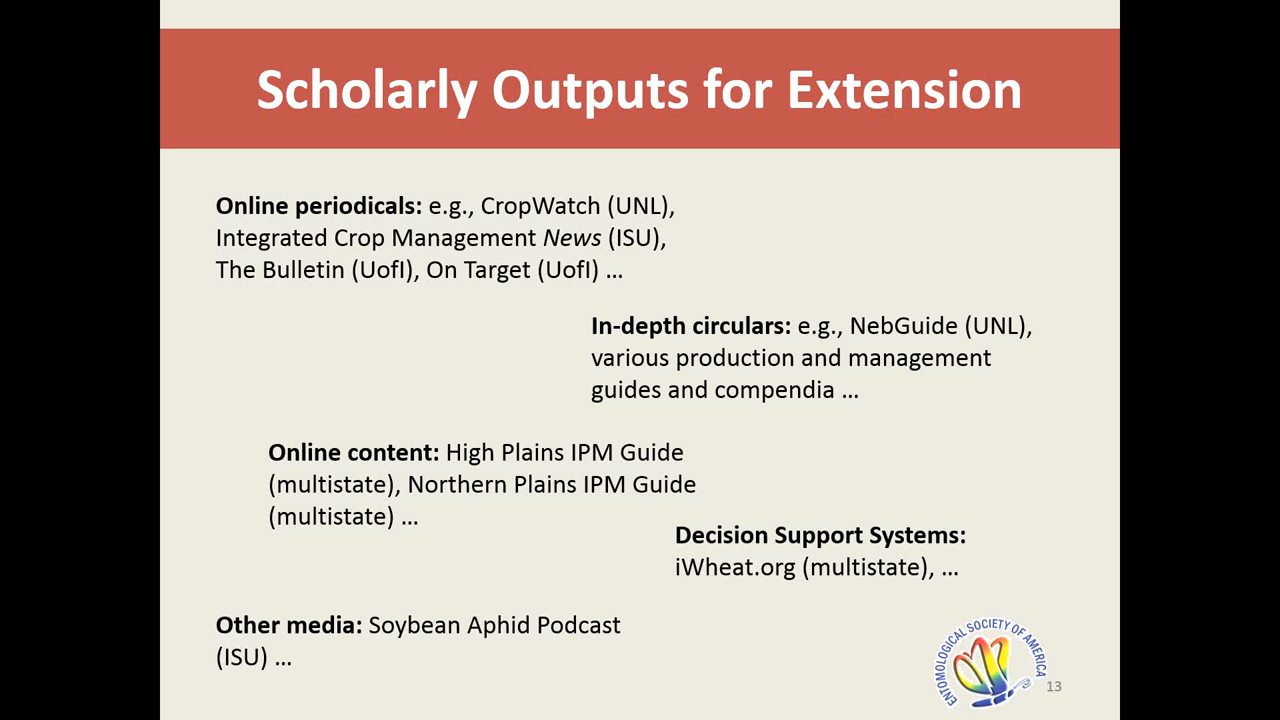 Scholarly Outputs for Extension
Online periodicals: e.g., CropWatch (UNL),
Integrated Crop Management News (ISU),
The Bulletin (UofI), On Target (UofI) …
In-depth circulars: e.g., NebGuide (UNL),
various production and management
guides and compendia …
Online content: High Plains IPM Guide
(multistate), Northern Plains IPM Guide
(multistate) …
Decision Support Systems:
iWheat.org (multistate), …
Other media: Soybean Aphid Podcast
(ISU) …
ENTOMOLOGICAL SOCIETY OF AMERICA
13